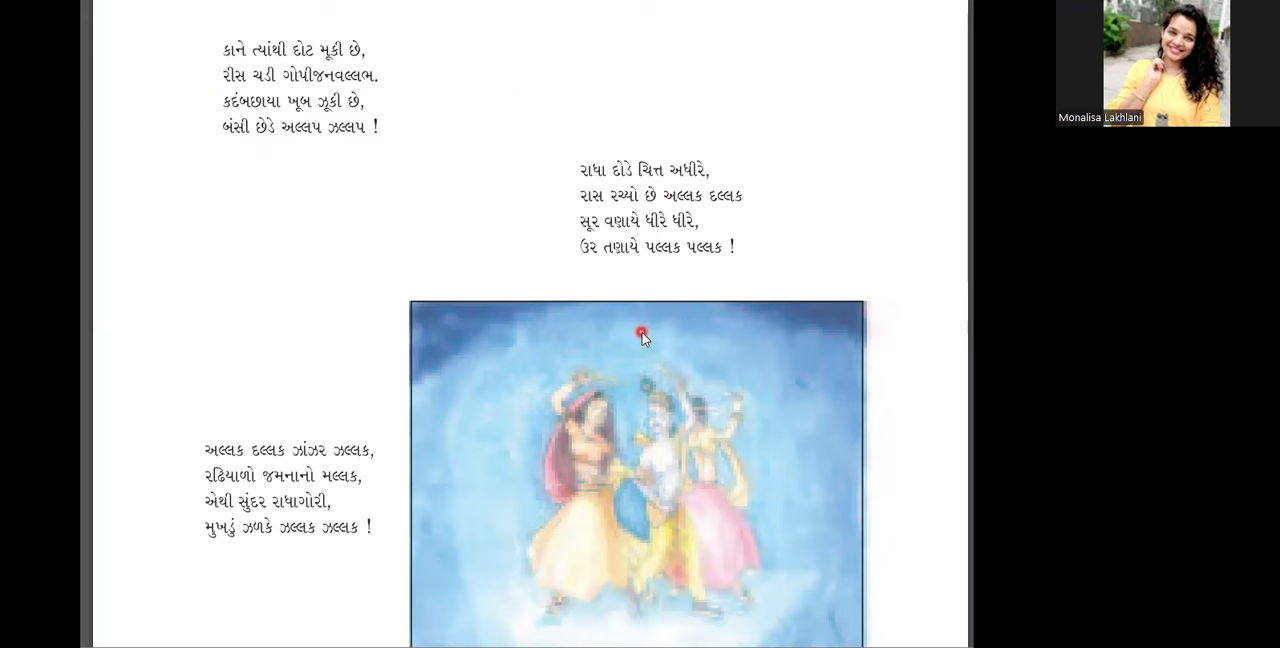 કાને ત્યાંથી દોટ મૂકી છે,
રીસ ચડી ગોપીજનવલ્લભ.
કદંબછાયા ખૂબ ઝૂકી છે,
બંસી છેડે અલ્લપ ઝલ્લપ !
રાધા દોડે ચિત્ત અધીરે,
રાસ રચ્યો છે અલ્લક દલ્લક
સૂર વણાયે ધીરે ધીરે,
ઉર તણાયે પલ્લક પલ્લક !
અલ્લક દલ્લક ઝાંઝર ઝલ્લક,
રઢિયાળો જમનાનો મલ્લક,
એથી સુંદર રાધાગોરી,
મુખડું ઝળકે ઝલ્લક ઝલ્લક !
Monalisa Lakhlani